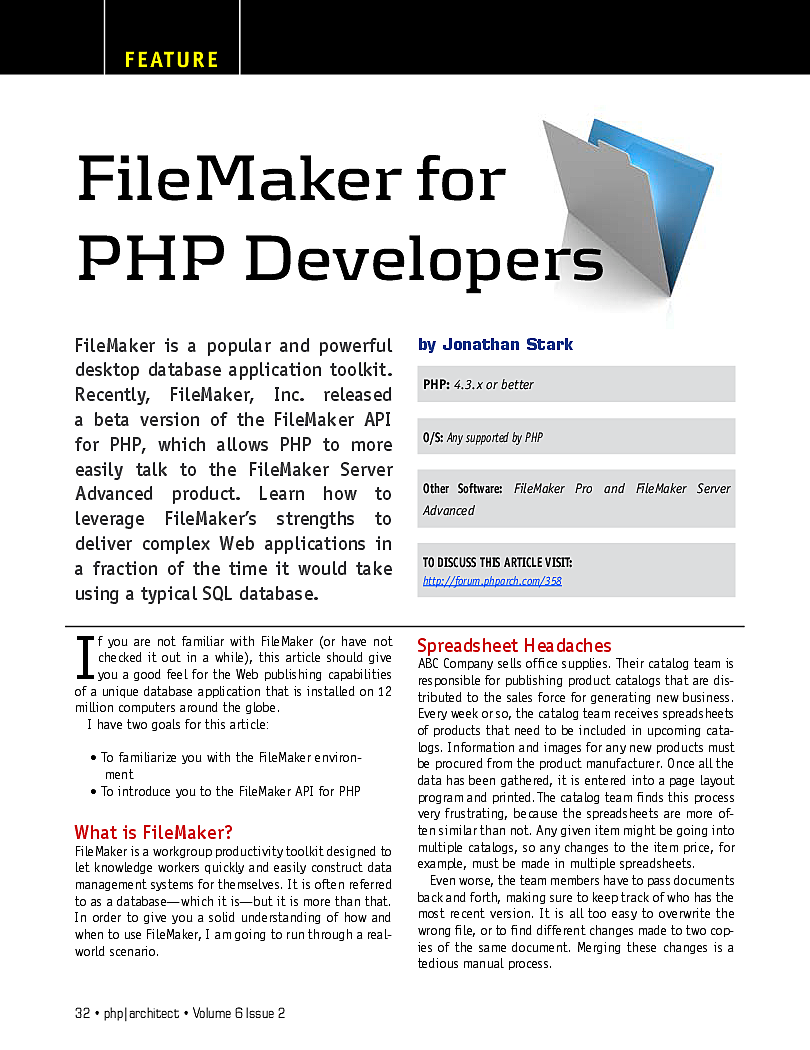 FEATURE
FileMaker for
PHP Developers
FileMaker is a popular and powerful
desktop database application toolkit.
Recently, FileMaker, Inc. released
a beta version of the FileMaker API
for PHP, which allows PHP to more
easily talk to the FileMaker Server
Advanced product. Learn how to
leverage FileMaker's strengths to
deliver complex Web applications in
a fraction of the time it would take
using a typical SQL database.
by Jonathan Stark
PHP: 4.3.x or better
O/S: Any supported by PHP
Other Software: FileMaker Pro and FileMaker Server
Advanced
TO DISCUSS THIS ARTICLE VISIT:
http://forum.phparch.com/358
If you are not familiar with FileMaker (or have not
checked it out in a while), this article should give
you a good feel for the Web publishing capabilities
of a unique database application that is installed on 12
million computers around the globe.
I have two goals for this article:
• To familiarize you with the FileMaker environ-
ment
• To introduce you to the FileMaker API for PHP
What is FileMaker?
FileMaker is a workgroup productivity toolkit designed to
let knowledge workers quickly and easily construct data
management systems for themselves. It is often referred
to as a database—which it is—but it is more than that.
In order to give you a solid understanding of how and
when to use FileMaker, I am going to run through a real-
world scenario.
Spreadsheet Headaches
ABC Company sells office supplies. Their catalog team is
responsible for publishing product catalogs that are dis-
tributed to the sales force for generating new business.
Every week or so, the catalog team receives spreadsheets
of products that need to be included in upcoming cata-
logs. Information and images for any new products must
be procured from the product manufacturer. Once all the
data has been gathered, it is entered into a page layout
program and printed. The catalog team finds this process
very frustrating, because the spreadsheets are more of-
ten similar than not. Any given item might be going into
multiple catalogs, so any changes to the item price, for
example, must be made in multiple spreadsheets.
Even worse, the team members have to pass documents
back and forth, making sure to keep track of who has the
most recent version. It is all too easy to overwrite the
wrong file, or to find different changes made to two cop-
ies of the same document. Merging these changes is a
tedious manual process.
32 • php|architect • Volume 6 Issue 2